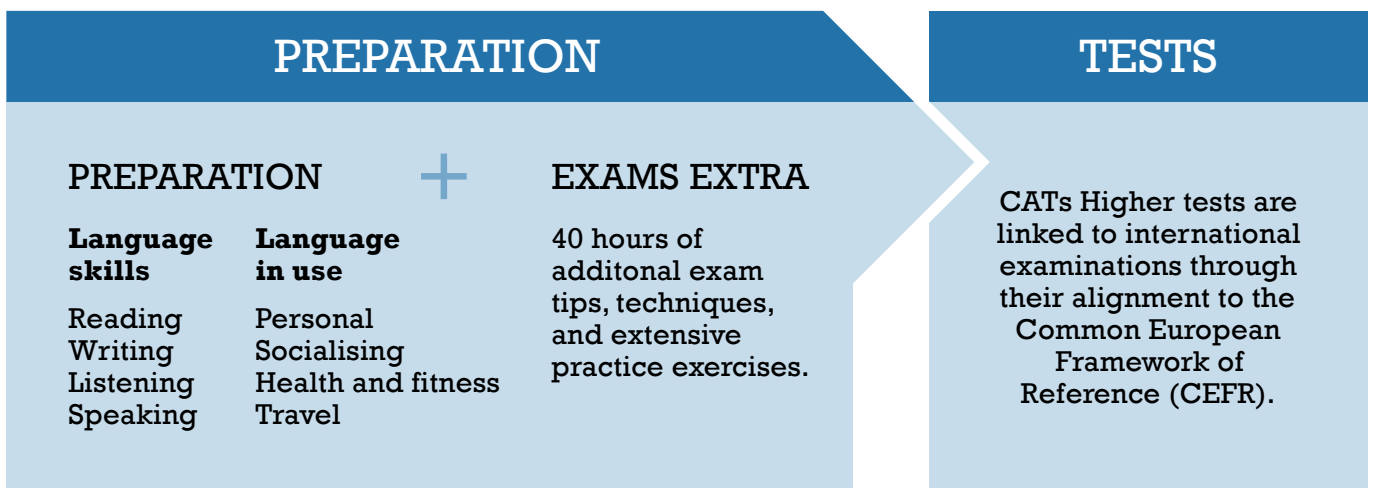 PREPARATION
PREPARATION
+
EXAMS EXTRA
Language
skills
Reading
Writing
Listening
Speaking
Language
in use
Personal
Socialising
Health and fitness
Travel
40 hours of
additonal exam
tips, techniques,
and extensive
practice exercises.
TESTS
CATs Higher tests are
linked to international
examinations through
their alignment to the
Common European
Framework of
Reference (CEFR).